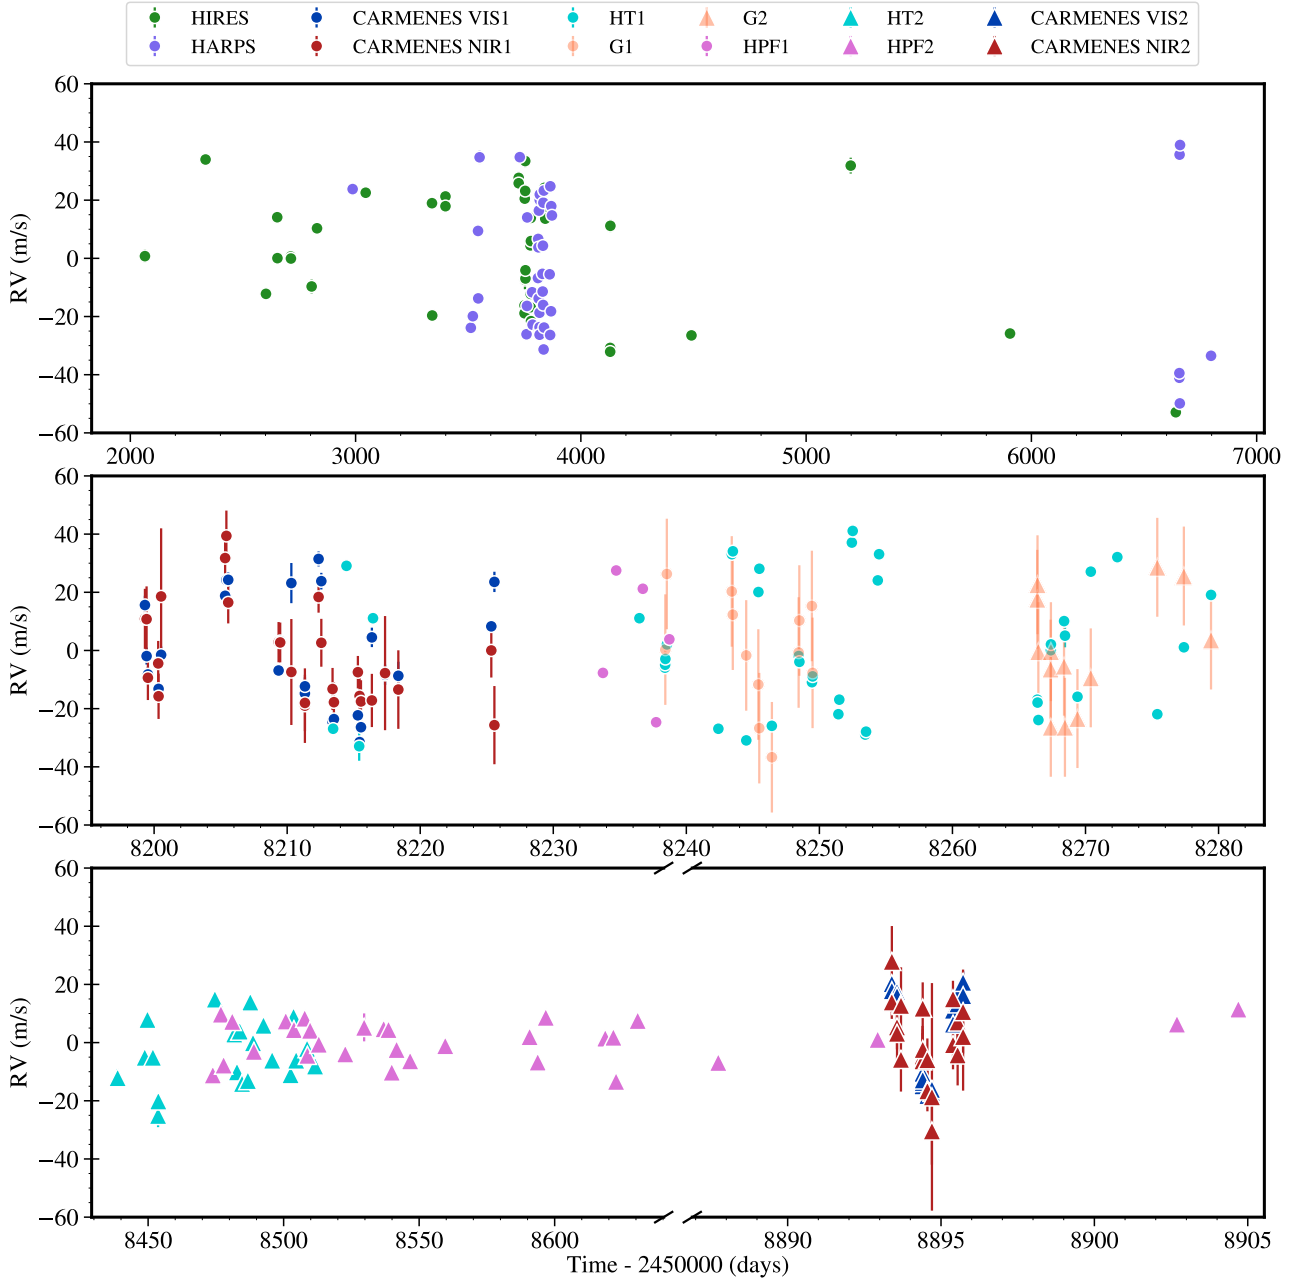 HIRES CARMENES VIS1 HT1 G2 HT2 CARMENES VIS2
HARPS CARMENES NIR1 G1 HPF1 HPF2 CARMENES NIR2
60
40
20
0
−20
−40
−60
RV (m/s)
2000 3000 4000 5000 6000 7000
60
40
20
0
−20
−40
−60
RV (m/s)
8200 8210 8220 8230 8240 8250 8260 8270 8280
60
40
20
0
−20
−40
−60
RV (m/s)
8450 8500 8550 8600 8890 8895 8900 8905
Time - 2450000 (days)